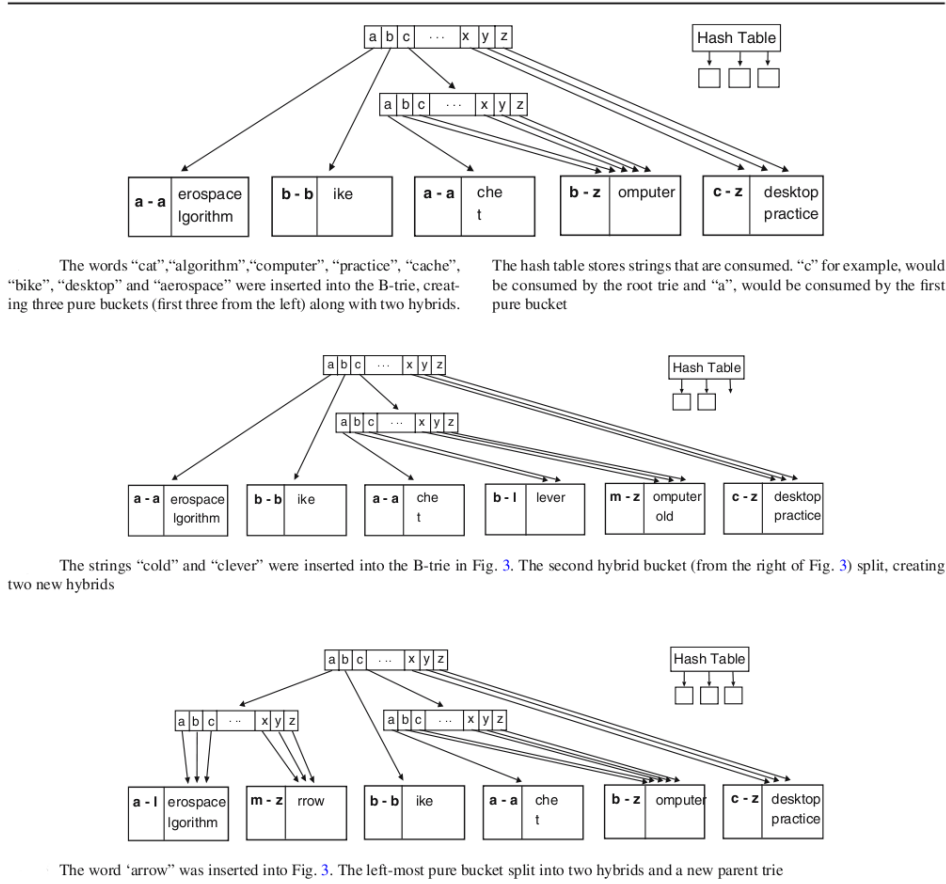 a b c ... x y z
Hash Table
a b c ... x y z
a - a erospace lgorithm
b - b ike
a - a che t
b - z omputer
c - z desktop practice
The words “cat”,“algorithm”,“computer”, “practice”, “cache”,
“bike”, “desktop” and “aerospace” were inserted into the B-trie, creat-
ing three pure buckets (first three from the left) along with two hybrids.
The hash table stores strings that are consumed. “c” for example, would
be consumed by the root trie and “a”, would be consumed by the first
pure bucket
a b c ... x y z
Hash Table
a b c ... x y z
a - a erospace lgorithm
b - b ike
a - a che t
b - l lever
m - z omputer old
c - z desktop practice
The strings “cold” and “clever” were inserted into the B-trie in Fig. 3. The second hybrid bucket (from the right of Fig. 3) split, creating
two new hybrids
a b c ... x y z
Hash Table
a b c ... x y z
a b c ... x y z
a - l erospace lgorithm
m - z rrow
b - b ike
a - a che t
b - z omputer
c - z desktop practice
The word ‘arrow” was inserted into Fig. 3. The left-most pure bucket split into two hybrids and a new parent trie